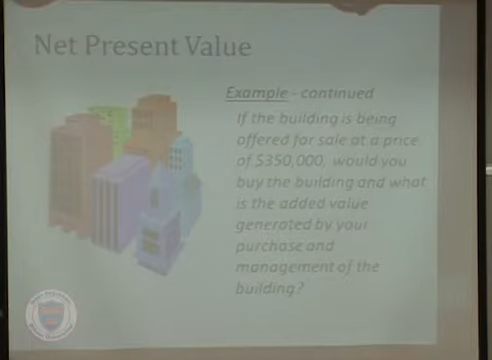 Net Present Value
Example - continued
If the building is being
offered for sale at a price
of $350,000, would you
buy the building and what
is the added value
generated by your
purchase and
management of the
building?